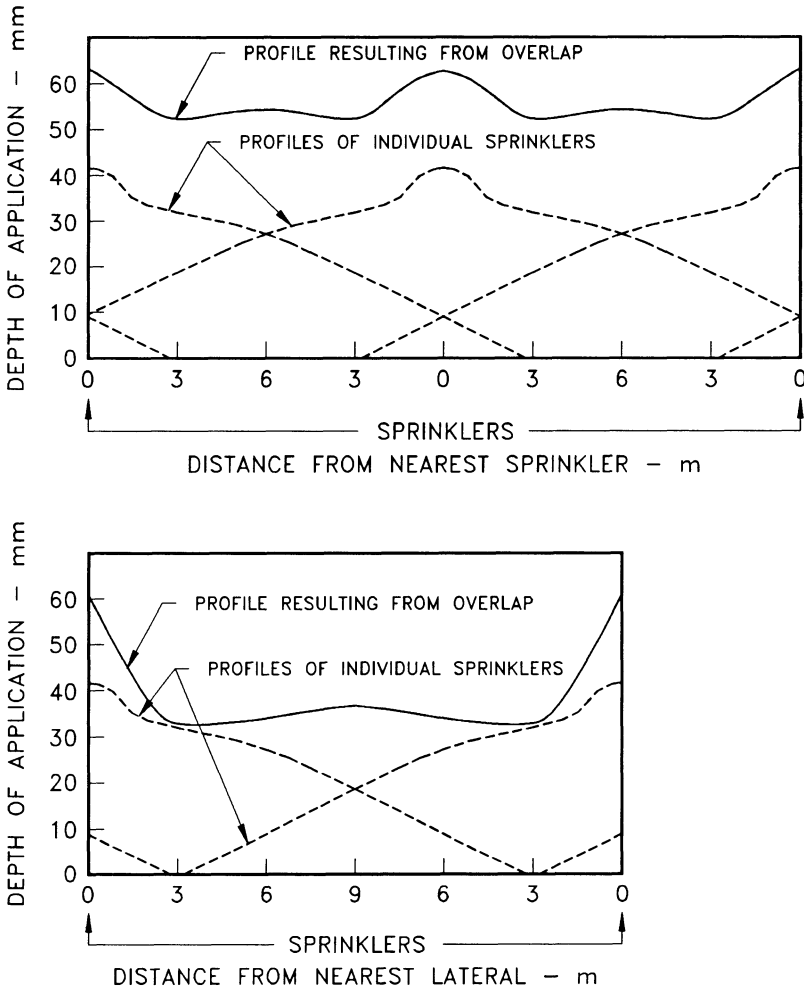 DEPTH OF APPLICATION – mm
PROFILE RESULTING FROM OVERLAP
60
50
PROFILES OF INDIVIDUAL SPRINKLERS
40
30
20
10
0
0 3 6 3 0 3 6 3 0
SPRINKLERS
DISTANCE FROM NEAREST SPRINKLER – m
DEPTH OF APPLICATION – mm
60
PROFILE RESULTING FROM OVERLAP
50
PROFILES OF INDIVIDUAL SPRINKLERS
40
30
20
10
0
0 3 6 9 6 3 0
SPRINKLERS
DISTANCE FROM NEAREST LATERAL – m